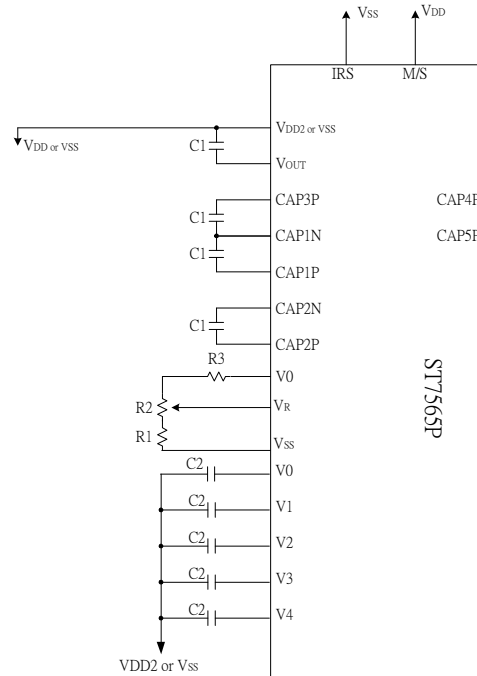 VSS VDD
IRS M/S
VDD or VSS
C1
VDD2 or VSS
VOUT
C1
CAP3P CAP4P
CAP1N CAP5P
C1
CAP1P
CAP2N
C1
CAP2P
R3
V0
R2
VR
R1
VSS
ST7565P
C2
V0
C2
V1
C2
V2
C2
V3
C2
V4
VDD2 or VSS